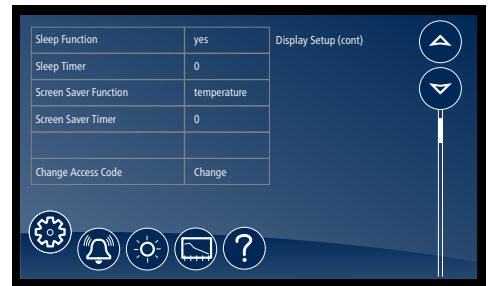 Sleep Function yes Display Setup (cont)
Sleep Timer 0
Screen Saver Function temperature
Screen Saver Timer 0
Change Access Code Change
?